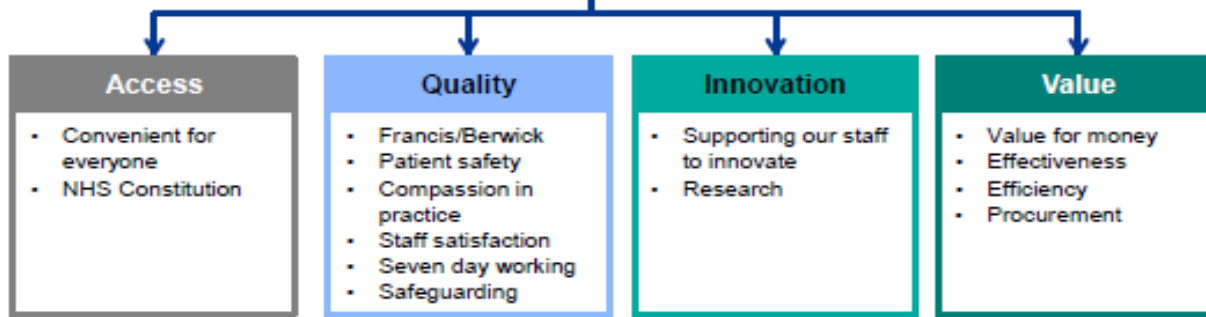 Access
• Convenient for
everyone
• NHS Constitution
Quality
• Francis/Berwick
• Patient safety
• Compassion in
practice
• Staff satisfaction
• Seven day working
• Safeguarding
Innovation
• Supporting our staff
to innovate
• Research
Value
• Value for money
• Effectiveness
• Efficiency
• Procurement